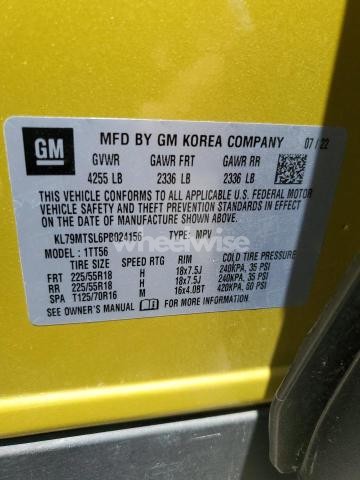 GM
MFD BY GM KOREA COMPANY 07/22
GVWR GAWR FRT GAWR RR
4255 LB 2336 LB 2336 LB
THIS VEHICLE CONFORMS TO ALL APPLICABLE U.S. FEDERAL MOTOR
VEHICLE SAFETY AND THEFT PREVENTION STANDARDS IN EFFECT
ON THE DATE OF MANUFACTURE SHOWN ABOVE.
KL79MTSL6PB024156 TYPE: MPV
MODEL: 1TT56
TIRE SIZE SPEED RTG RIM COLD TIRE PRESSURE
FRT 225/55R18 H 18x7.5J 240KPA, 35 PSI
RR 225/55R18 H 18x7.5J 240KPA, 35 PSI
SPA T125/70R16 M 16x4.0BT 420KPA, 60 PSI
SEE OWNER'S MANUAL FOR MORE INFORMATION.
wheelwise